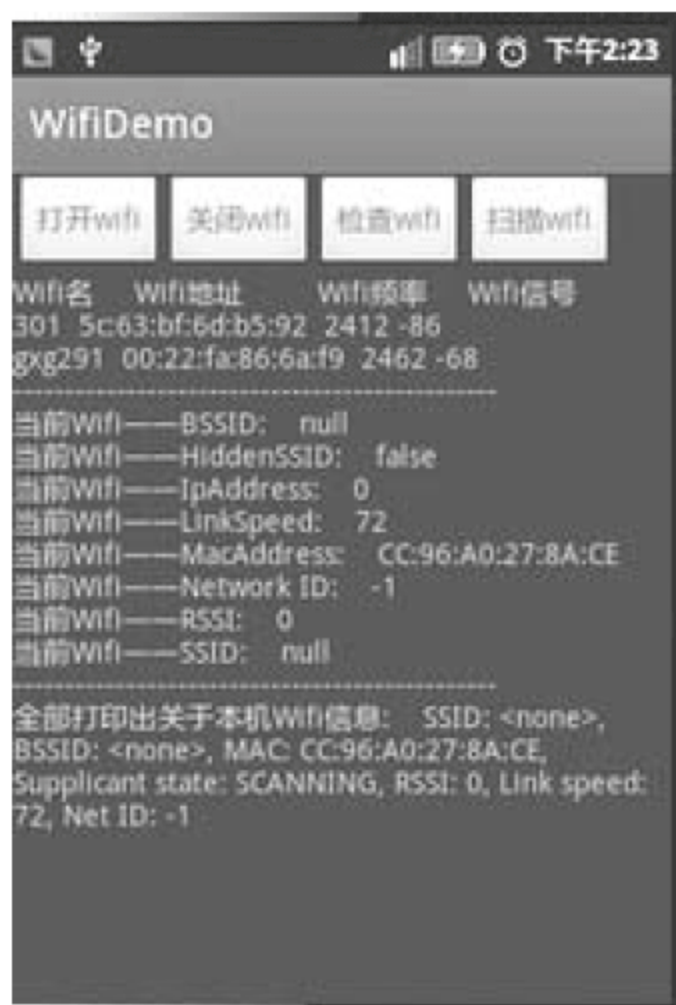 下午2:23
WifiDemo
打开wifi 关闭wifi 检查wifi 扫描wifi
Wifi名 Wifi地址 Wifi频率 Wifi信号
301 5c:63:bf:6d:b5:92 2412 -86
gxg291 00:22:fa:86:6a:f9 2462 -68
----------------------------------------------------
当前Wifi——BSSID: null
当前Wifi——HiddenSSID: false
当前Wifi——IpAddress: 0
当前Wifi——LinkSpeed: 72
当前Wifi——MacAddress: CC:96:A0:27:8A:CE
当前Wifi——Network ID: -1
当前Wifi——RSSI: 0
当前Wifi——SSID: null
----------------------------------------------------
全部打印出关于本机Wifi信息: SSID: <none>,
BSSID: <none>, MAC: CC:96:A0:27:8A:CE,
Supplicant state: SCANNING, RSSI: 0, Link speed:
72, Net ID: -1